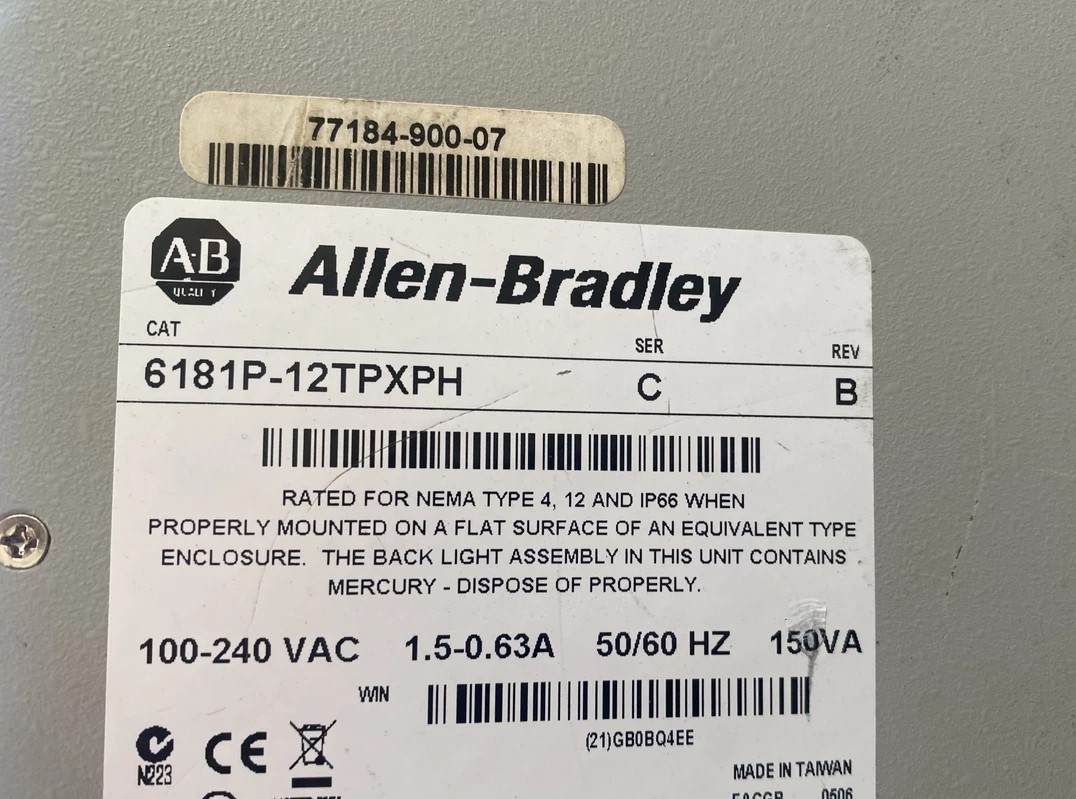 77184-900-07
A·B
QUALITY
Allen-Bradley
CAT SER REV
6181P-12TPXPH C B
RATED FOR NEMA TYPE 4, 12 AND IP66 WHEN
PROPERLY MOUNTED ON A FLAT SURFACE OF AN EQUIVALENT TYPE
ENCLOSURE. THE BACK LIGHT ASSEMBLY IN THIS UNIT CONTAINS
MERCURY - DISPOSE OF PROPERLY.
100-240 VAC 1.5-0.63A 50/60 HZ 150VA
WIN
(21)GB0BQ4EE
N223
CE
MADE IN TAIWAN
0506